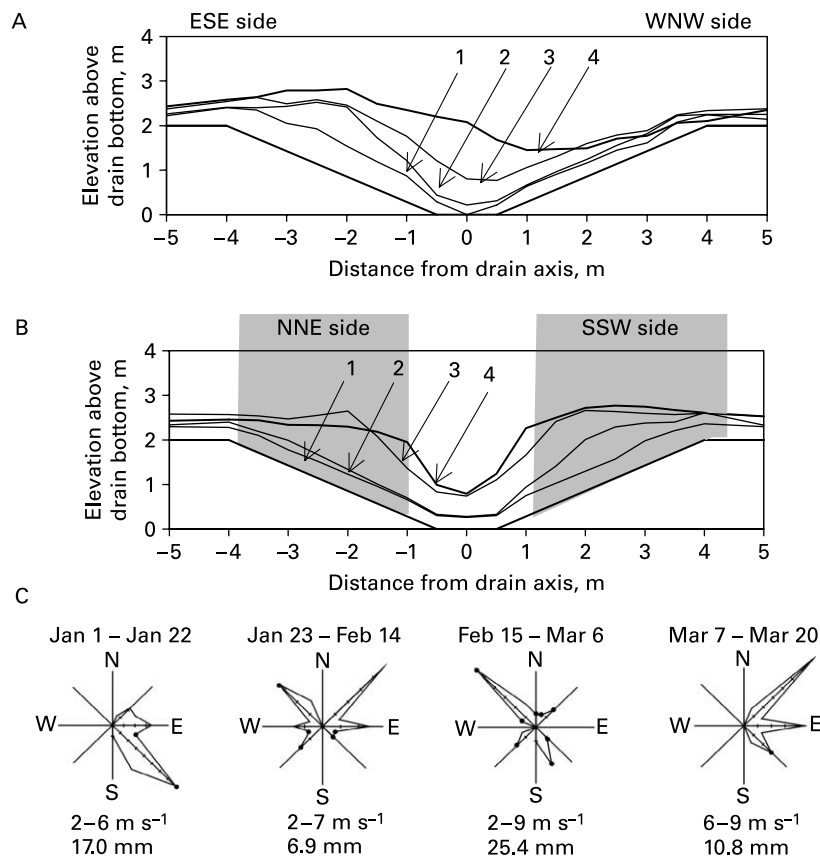 A
ESE side
WNW side
4
3
2
1
0
1
2
3
4
Elevation above
drain bottom, m
–5 –4 –3 –2 –1 0 1 2 3 4 5
Distance from drain axis, m
B
NNE side
SSW side
4
3
2
1
0
1
2
3
4
Elevation above
drain bottom, m
–5 –4 –3 –2 –1 0 1 2 3 4 5
Distance from drain axis, m
C
Jan 1 – Jan 22
N
W
E
S
2–6 m s⁻¹
17.0 mm
Jan 23 – Feb 14
N
W
E
S
2–7 m s⁻¹
6.9 mm
Feb 15 – Mar 6
N
W
E
S
2–9 m s⁻¹
25.4 mm
Mar 7 – Mar 20
N
W
E
S
6–9 m s⁻¹
10.8 mm